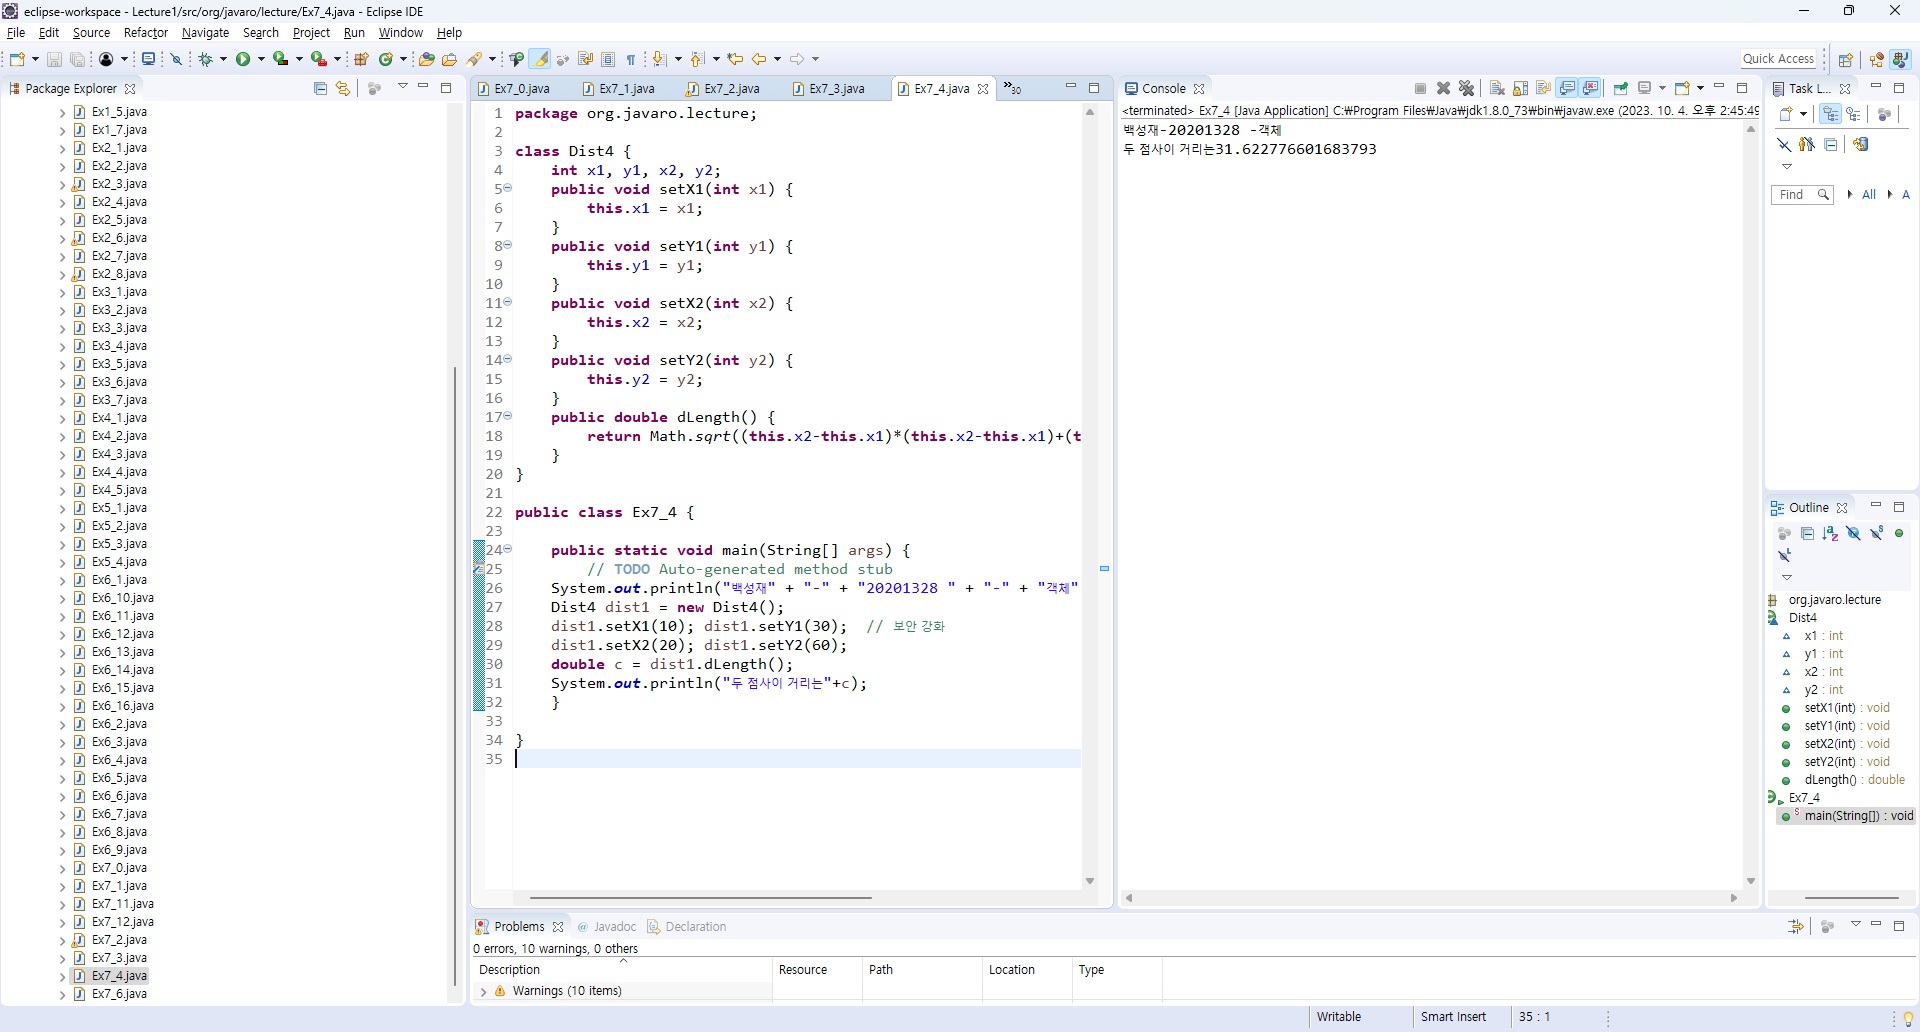 eclipse-workspace - Lecture1/src/org/javaro/lecture/Ex7_4.java - Eclipse IDE
File Edit Source Refactor Navigate Search Project Run Window Help
Quick Access
Package Explorer
Ex1_5.java
Ex1_7.java
Ex2_1.java
Ex2_2.java
Ex2_3.java
Ex2_4.java
Ex2_5.java
Ex2_6.java
Ex2_7.java
Ex2_8.java
Ex3_1.java
Ex3_2.java
Ex3_3.java
Ex3_4.java
Ex3_5.java
Ex3_6.java
Ex3_7.java
Ex4_1.java
Ex4_2.java
Ex4_3.java
Ex4_4.java
Ex4_5.java
Ex5_1.java
Ex5_2.java
Ex5_3.java
Ex5_4.java
Ex6_1.java
Ex6_10.java
Ex6_11.java
Ex6_12.java
Ex6_13.java
Ex6_14.java
Ex6_15.java
Ex6_16.java
Ex6_2.java
Ex6_3.java
Ex6_4.java
Ex6_5.java
Ex6_6.java
Ex6_7.java
Ex6_8.java
Ex6_9.java
Ex7_0.java
Ex7_1.java
Ex7_11.java
Ex7_12.java
Ex7_2.java
Ex7_3.java
Ex7_4.java
Ex7_6.java
Ex7_0.java Ex7_1.java Ex7_2.java Ex7_3.java Ex7_4.java »30
1 package org.javaro.lecture;
2
3 class Dist4 {
4 int x1, y1, x2, y2;
5 public void setX1(int x1) {
6 this.x1 = x1;
7 }
8 public void setY1(int y1) {
9 this.y1 = y1;
10 }
11 public void setX2(int x2) {
12 this.x2 = x2;
13 }
14 public void setY2(int y2) {
15 this.y2 = y2;
16 }
17 public double dLength() {
18 return Math.sqrt((this.x2-this.x1)*(this.x2-this.x1)+(t
19 }
20 }
21
22 public class Ex7_4 {
23
24 public static void main(String[] args) {
25 // TODO Auto-generated method stub
26 System.out.println("백성재" + "-" + "20201328 " + "-" + "객체"
27 Dist4 dist1 = new Dist4();
28 dist1.setX1(10); dist1.setY1(30); // 보안 강화
29 dist1.setX2(20); dist1.setY2(60);
30 double c = dist1.dLength();
31 System.out.println("두 점사이 거리는"+c);
32 }
33
34 }
35
Console
<terminated> Ex7_4 [Java Application] C:₩Program Files₩Java₩jdk1.8.0_73₩bin₩javaw.exe (2023. 10. 4. 오후 2:45:49
백성재-20201328 -객체
두 점사이 거리는31.622776601683793
Task L...
Find All A
Outline
org.javaro.lecture
Dist4
x1 : int
y1 : int
x2 : int
y2 : int
setX1(int) : void
setY1(int) : void
setX2(int) : void
setY2(int) : void
dLength() : double
Ex7_4
main(String[]) : void
Problems @ Javadoc Declaration
0 errors, 10 warnings, 0 others
Description Resource Path Location Type
Warnings (10 items)
Writable Smart Insert 35 : 1